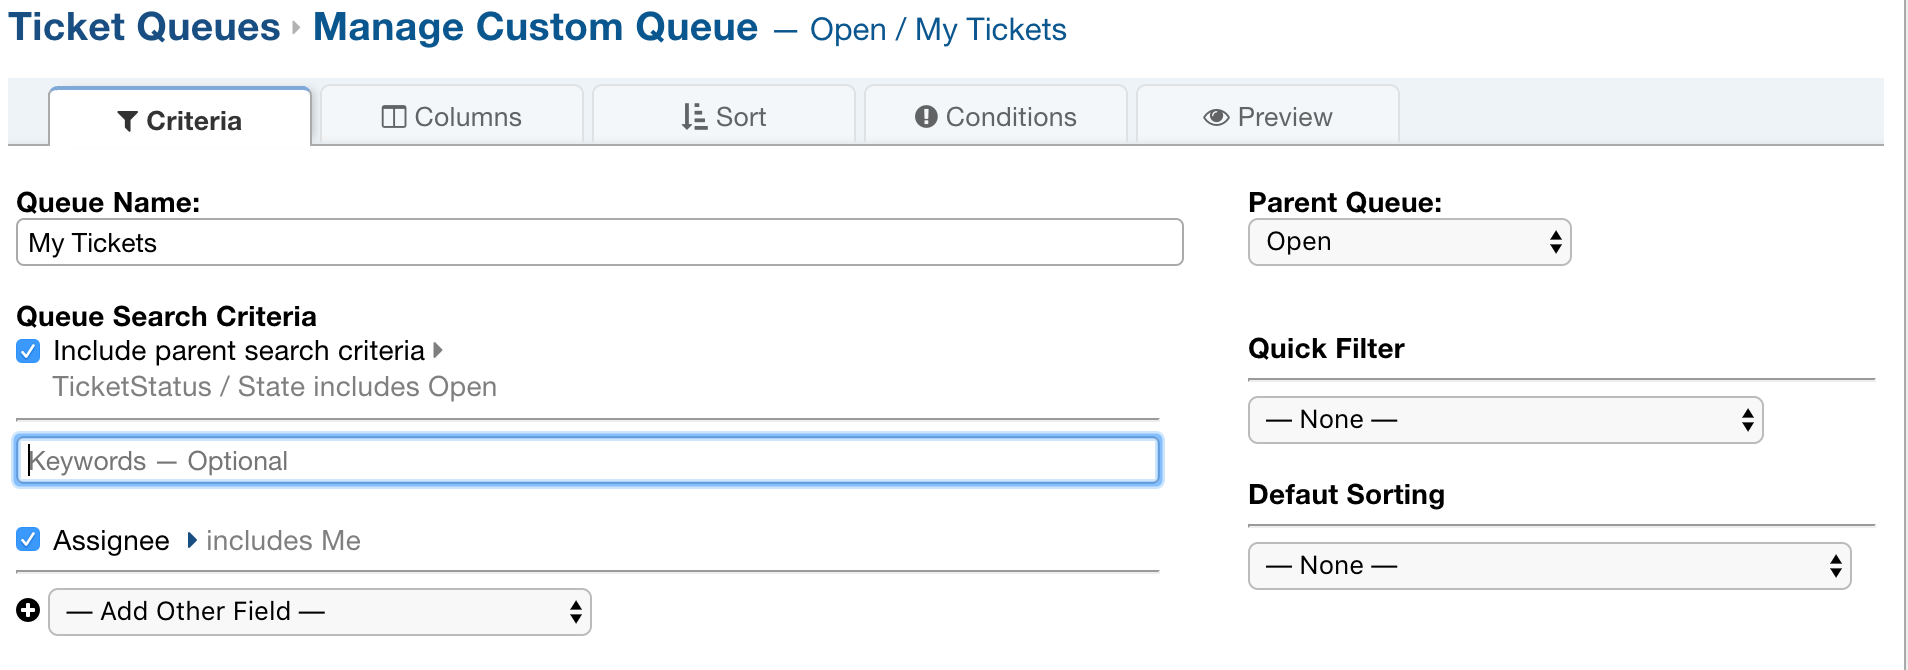 Ticket Queues Manage Custom Queue — Open / My Tickets
Criteria Columns Sort Conditions Preview
Queue Name:
My Tickets
Parent Queue:
Open
Queue Search Criteria
Include parent search criteria
TicketStatus / State includes Open
Keywords — Optional
Assignee includes Me
— Add Other Field —
Quick Filter
— None —
Defaut Sorting
— None —